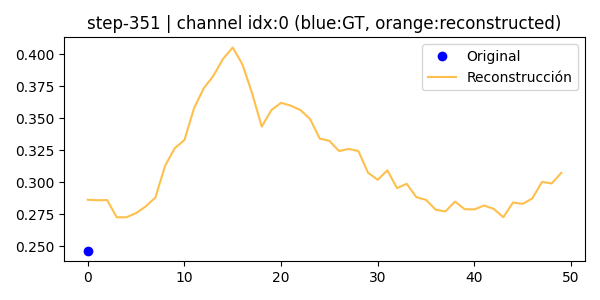 step-351 | channel idx:0 (blue:GT, orange:reconstructed)
Original
Reconstrucción
0.400
0.375
0.350
0.325
0.300
0.275
0.250
0 10 20 30 40 50